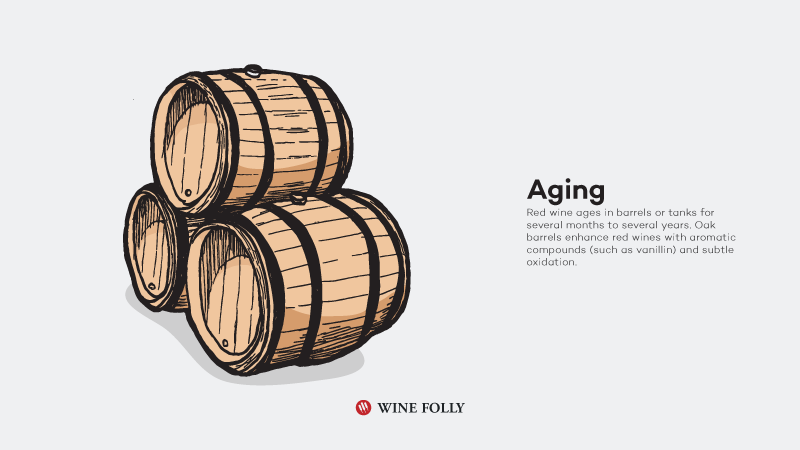 Aging
Red wine ages in barrels or tanks for
several months to several years. Oak
barrels enhance red wines with aromatic
compounds (such as vanillin) and subtle
oxidation.
WINE FOLLY